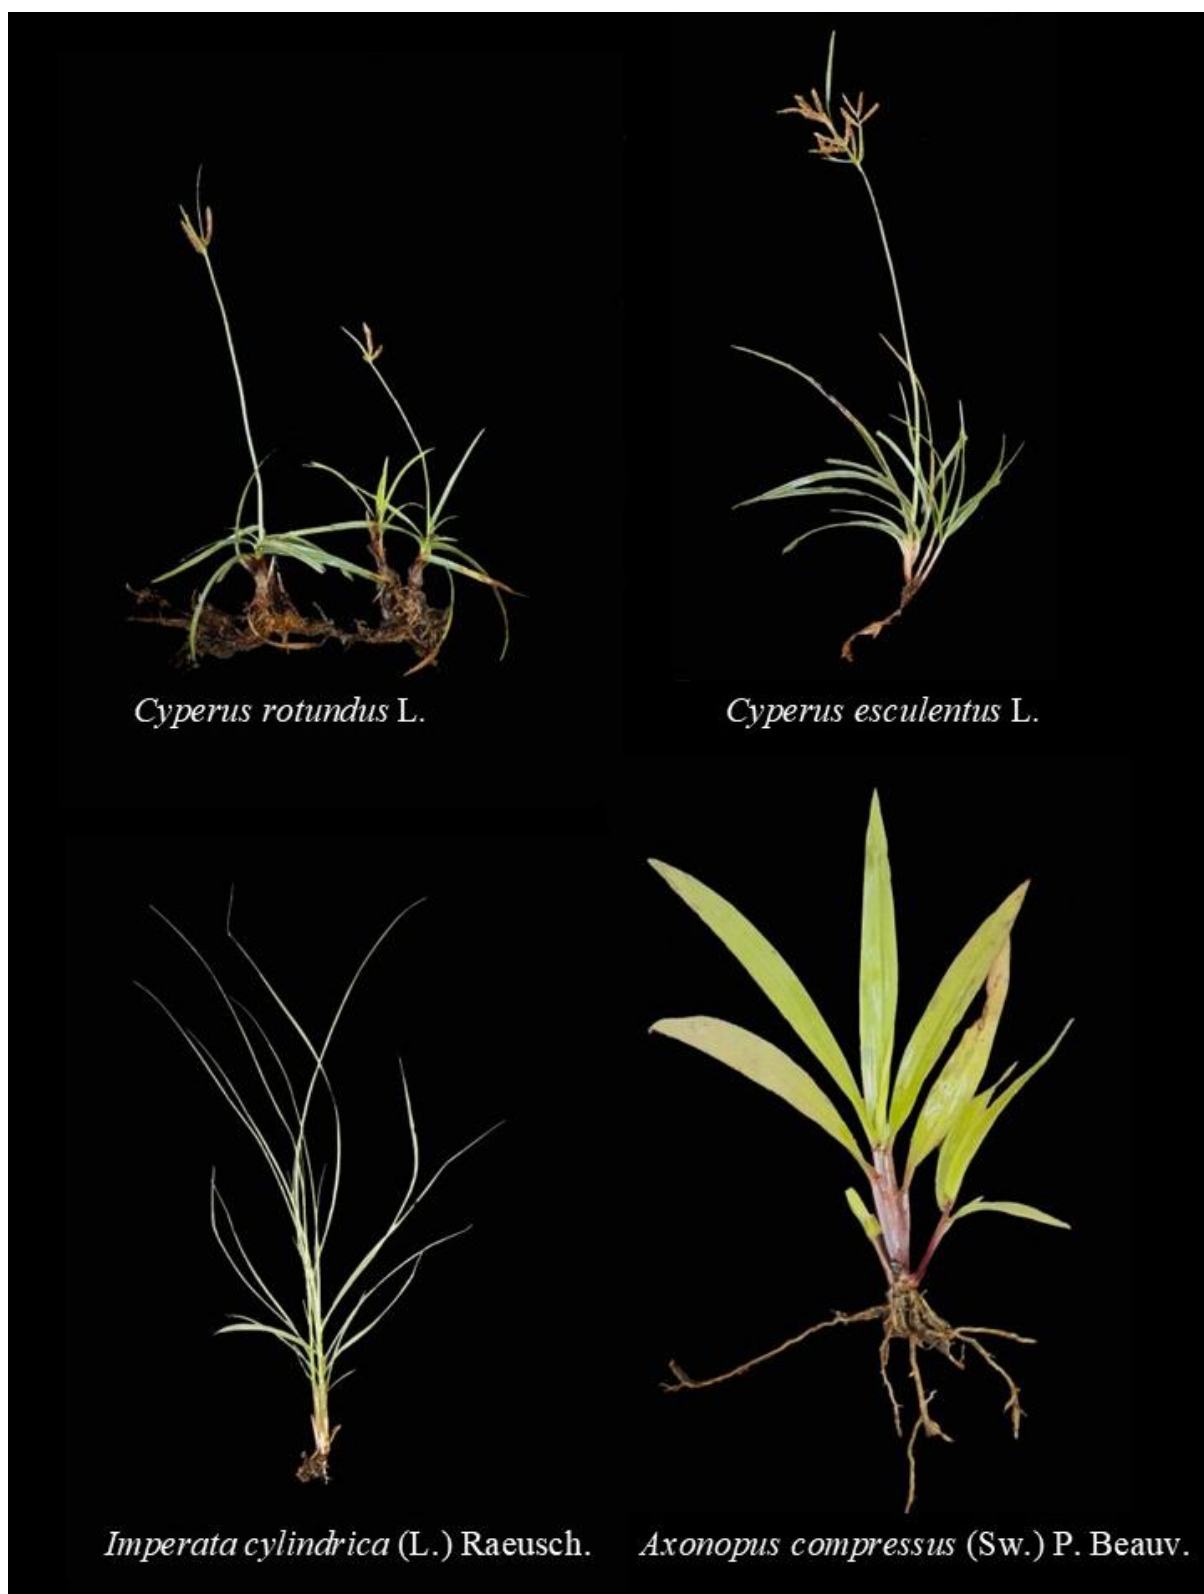 Cyperus rotundus L.
Cyperus esculentus L.
Imperata cylindrica (L.) Raeusch.
Axonopus compressus (Sw.) P. Beauv.